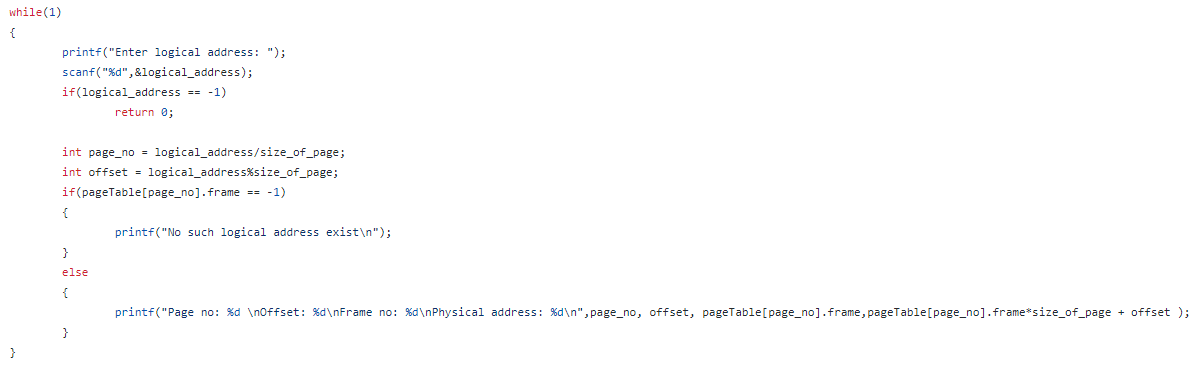 while(1)
{
printf("Enter logical address: ");
scanf("%d",&logical_address);
if(logical_address == -1)
return 0;
int page_no = logical_address/size_of_page;
int offset = logical_address%size_of_page;
if(pageTable[page_no].frame == -1)
{
printf("No such logical address exist\n");
}
else
{
printf("Page no: %d \nOffset: %d\nFrame no: %d\nPhysical address: %d\n",page_no, offset, pageTable[page_no].frame,pageTable[page_no].frame*size_of_page + offset );
}
}